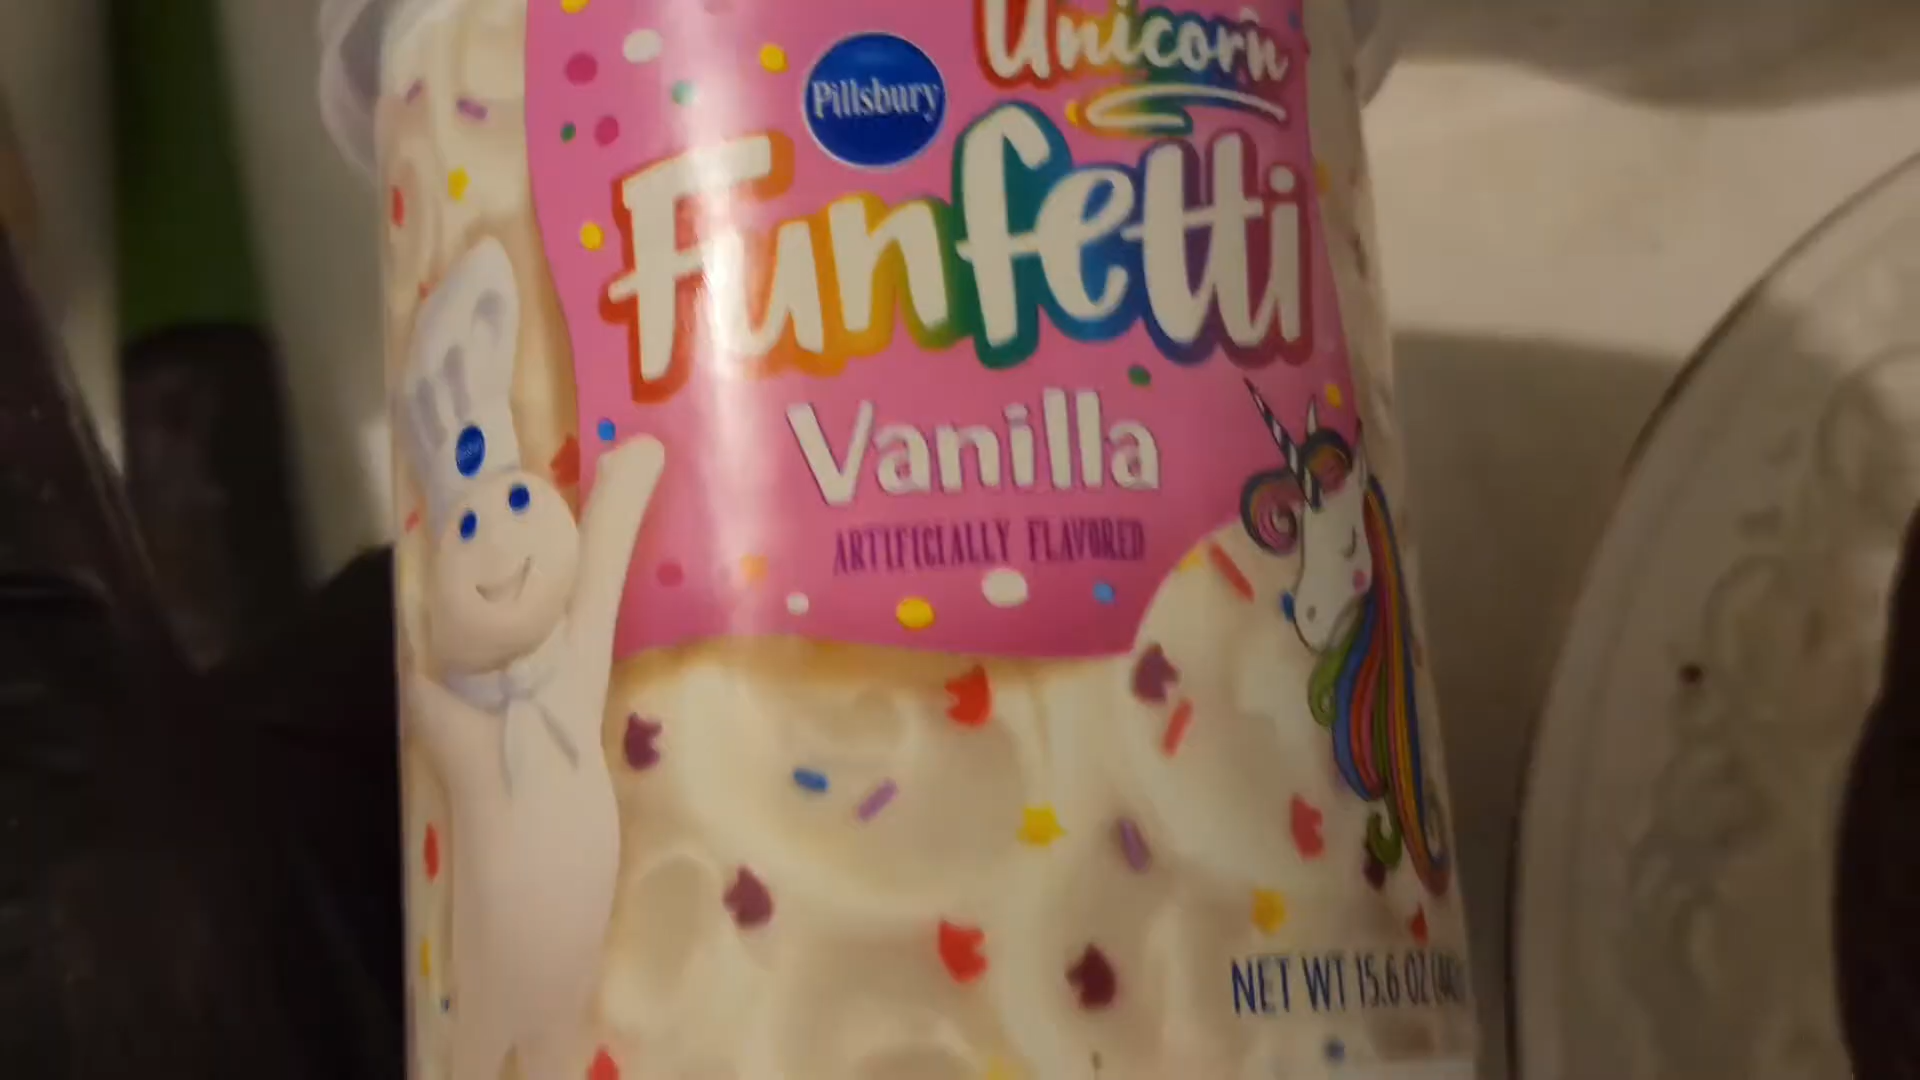 Unicorn
Pillsbury
Funfetti
Vanilla
ARTIFICIALLY FLAVORED
NET WT 15.6 OZ